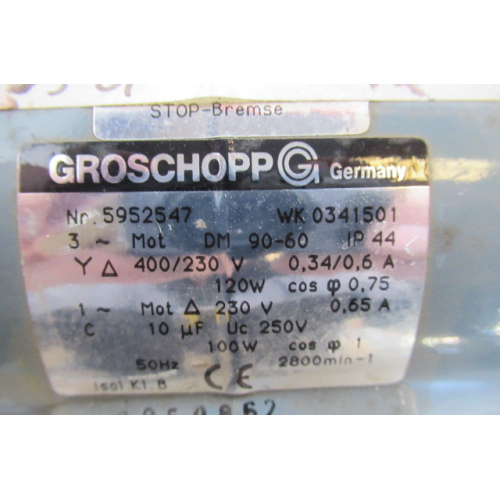 STOP-Bremse
GROSCHOPP G Germany
Nr. 5952547 WK 0341501
3 ~ Mot DM 90-60 IP 44
Y Δ 400/230 V 0,34/0,6 A
120W cos φ 0,75
1 ~ Mot Δ 230 V 0,65 A
C 10 µF Uc 250V
100W cos φ 1
50Hz 2800min-1
Isol Kl. B CE